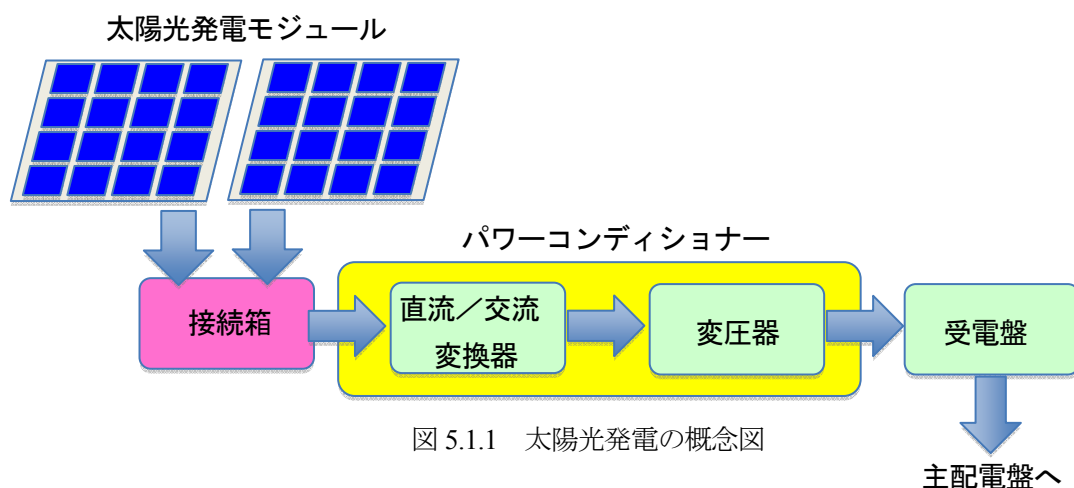 太陽光発電モジュール
パワーコンディショナー
接続箱
直流／交流
変換器
変圧器
受電盤
図 5.1.1　太陽光発電の概念図
主配電盤へ